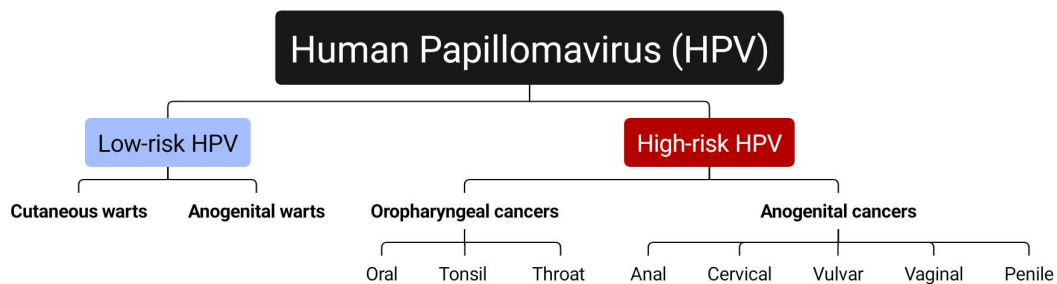 Human Papillomavirus (HPV)
Low-risk HPV
High-risk HPV
Cutaneous warts
Anogenital warts
Oropharyngeal cancers
Anogenital cancers
Oral
Tonsil
Throat
Anal
Cervical
Vulvar
Vaginal
Penile